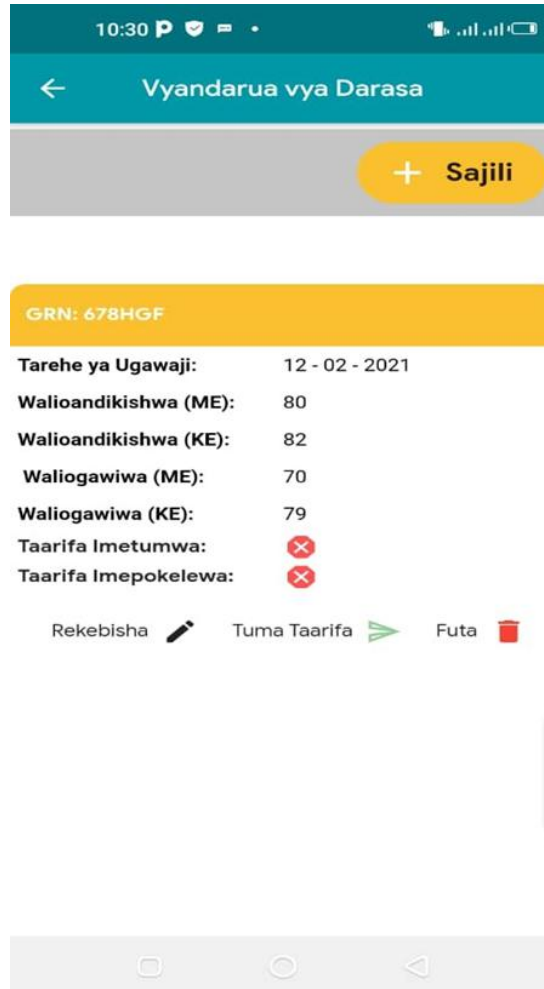 10:30
Vyandarua vya Darasa
+ Sajili
GRN: 678HGF
Tarehe ya Ugawaji: 12 - 02 - 2021
Walioandikishwa (ME): 80
Walioandikishwa (KE): 82
Waliogawiwa (ME): 70
Waliogawiwa (KE): 79
Taarifa Imetumwa:
Taarifa Imepokelewa:
Rekebisha Tuma Taarifa Futa